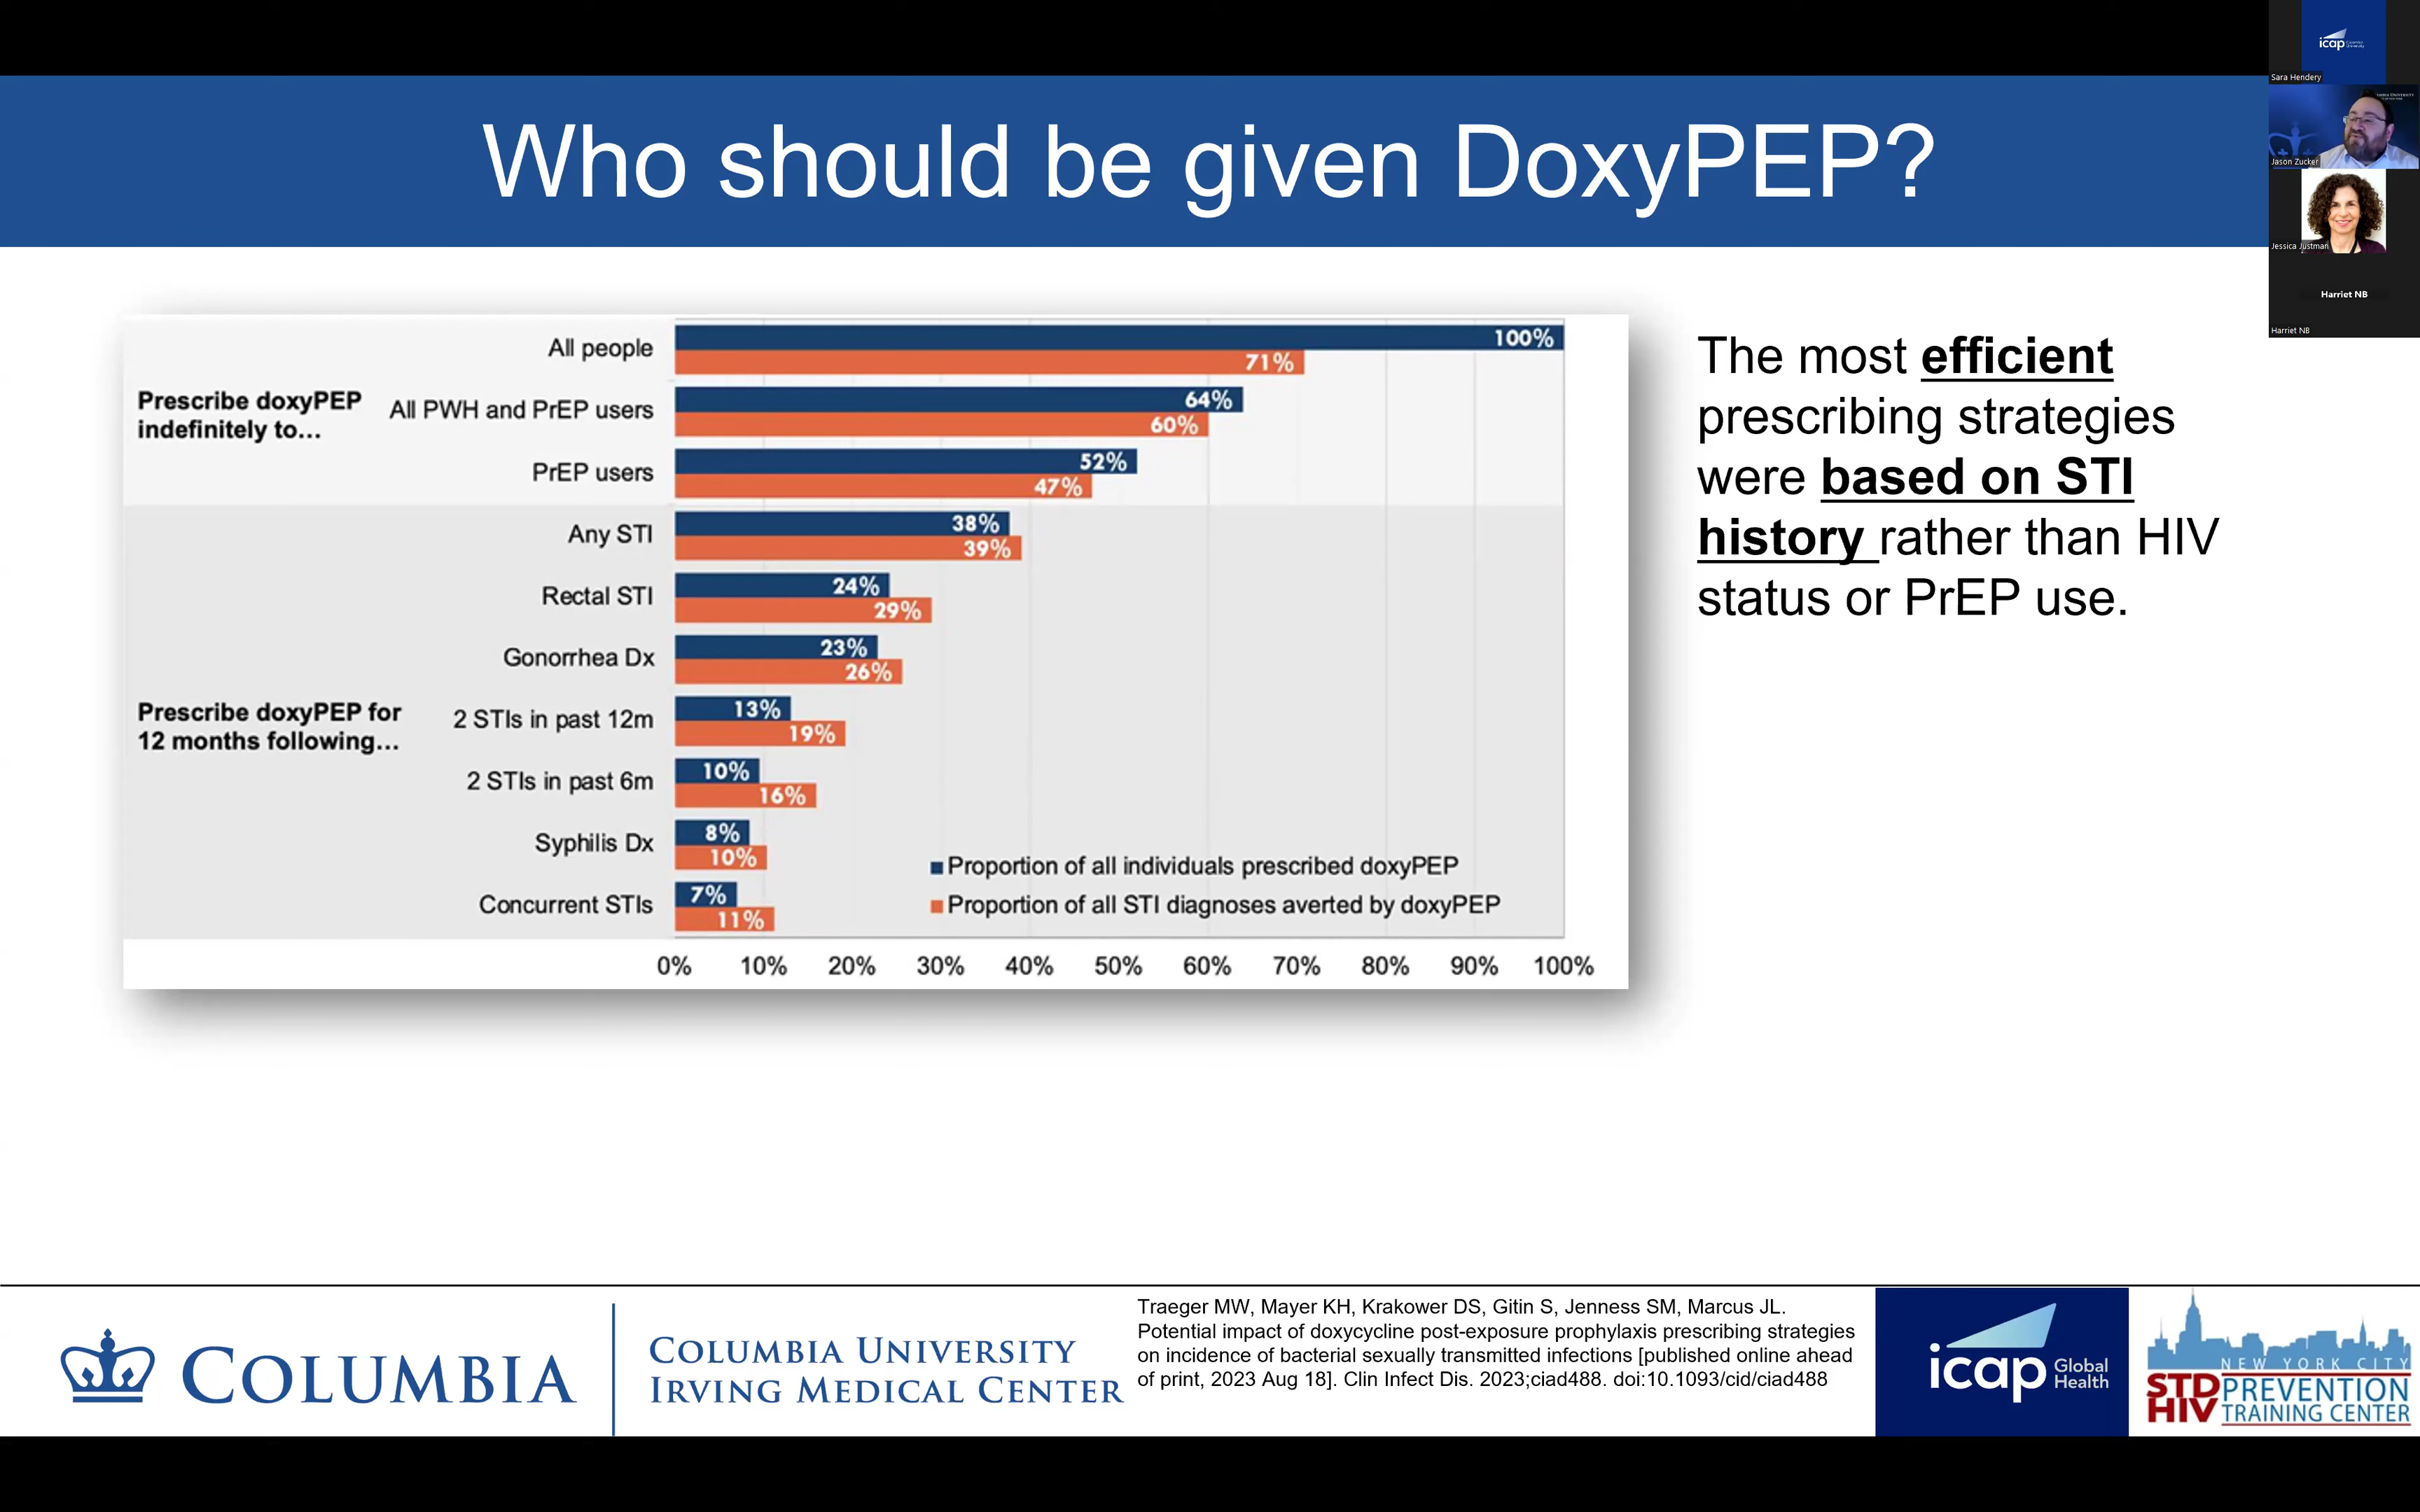 Who should be given DoxyPEP?
icap
Sara Hendery
Jason Zucker
Jessica Justman
Harriet NB
Harriet NB
Prescribe doxyPEP
indefinitely to...
All people
100%
71%
All PWH and PrEP users
64%
60%
PrEP users
52%
47%
Prescribe doxyPEP for
12 months following...
Any STI
38%
39%
Rectal STI
24%
29%
Gonorrhea Dx
23%
26%
2 STIs in past 12m
13%
19%
2 STIs in past 6m
10%
16%
Syphilis Dx
8%
10%
Concurrent STIs
7%
11%
Proportion of all individuals prescribed doxyPEP
Proportion of all STI diagnoses averted by doxyPEP
0% 10% 20% 30% 40% 50% 60% 70% 80% 90% 100%
The most efficient
prescribing strategies
were based on STI
history rather than HIV
status or PrEP use.
COLUMBIA
COLUMBIA UNIVERSITY
IRVING MEDICAL CENTER
Traeger MW, Mayer KH, Krakower DS, Gitin S, Jenness SM, Marcus JL.
Potential impact of doxycycline post-exposure prophylaxis prescribing strategies
on incidence of bacterial sexually transmitted infections [published online ahead
of print, 2023 Aug 18]. Clin Infect Dis. 2023;ciad488. doi:10.1093/cid/ciad488
icap Global
Health
NEW YORK CITY
STD PREVENTION
HIV TRAINING CENTER